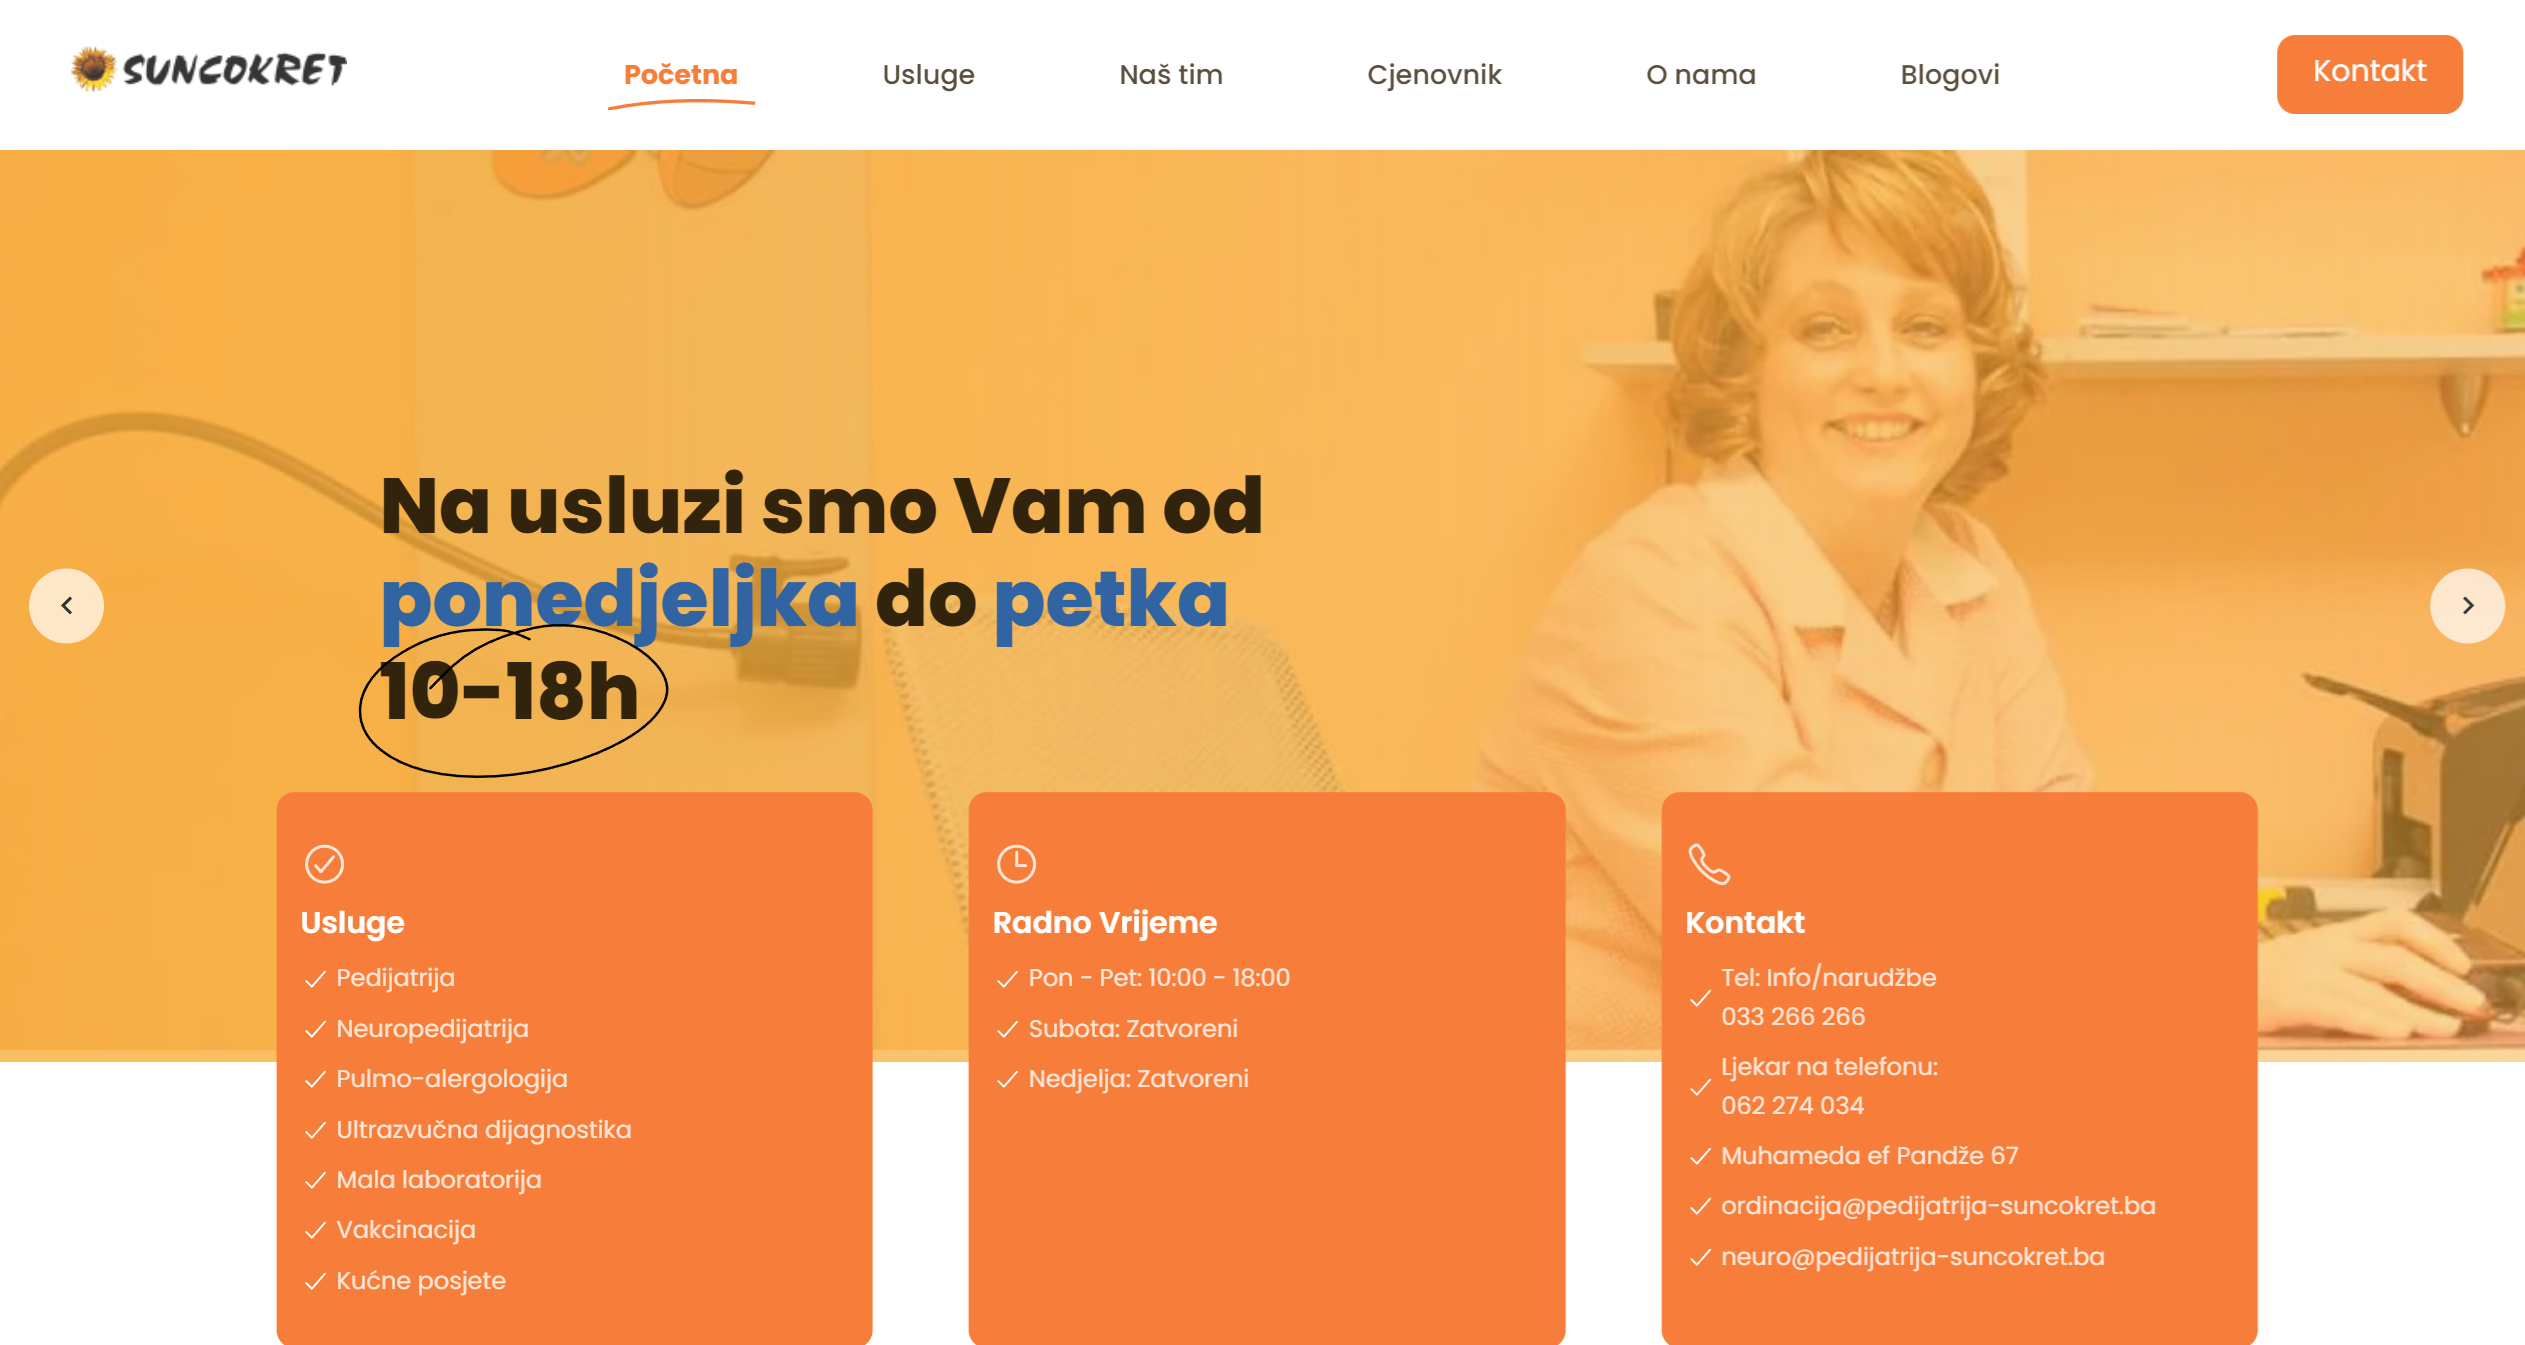 SUNCOKRET
Početna
Usluge
Naš tim
Cjenovnik
O nama
Blogovi
Kontakt
Na usluzi smo Vam od
ponedjeljka do petka
10-18h
Usluge
Pedijatrija
Neuropedijatrija
Pulmo-alergologija
Ultrazvučna dijagnostika
Mala laboratorija
Vakcinacija
Kućne posjete
Radno Vrijeme
Pon - Pet: 10:00 - 18:00
Subota: Zatvoreni
Nedjelja: Zatvoreni
Kontakt
Tel: Info/narudžbe
033 266 266
Ljekar na telefonu:
062 274 034
Muhameda ef Pandže 67
ordinacija@pedijatrija-suncokret.ba
neuro@pedijatrija-suncokret.ba